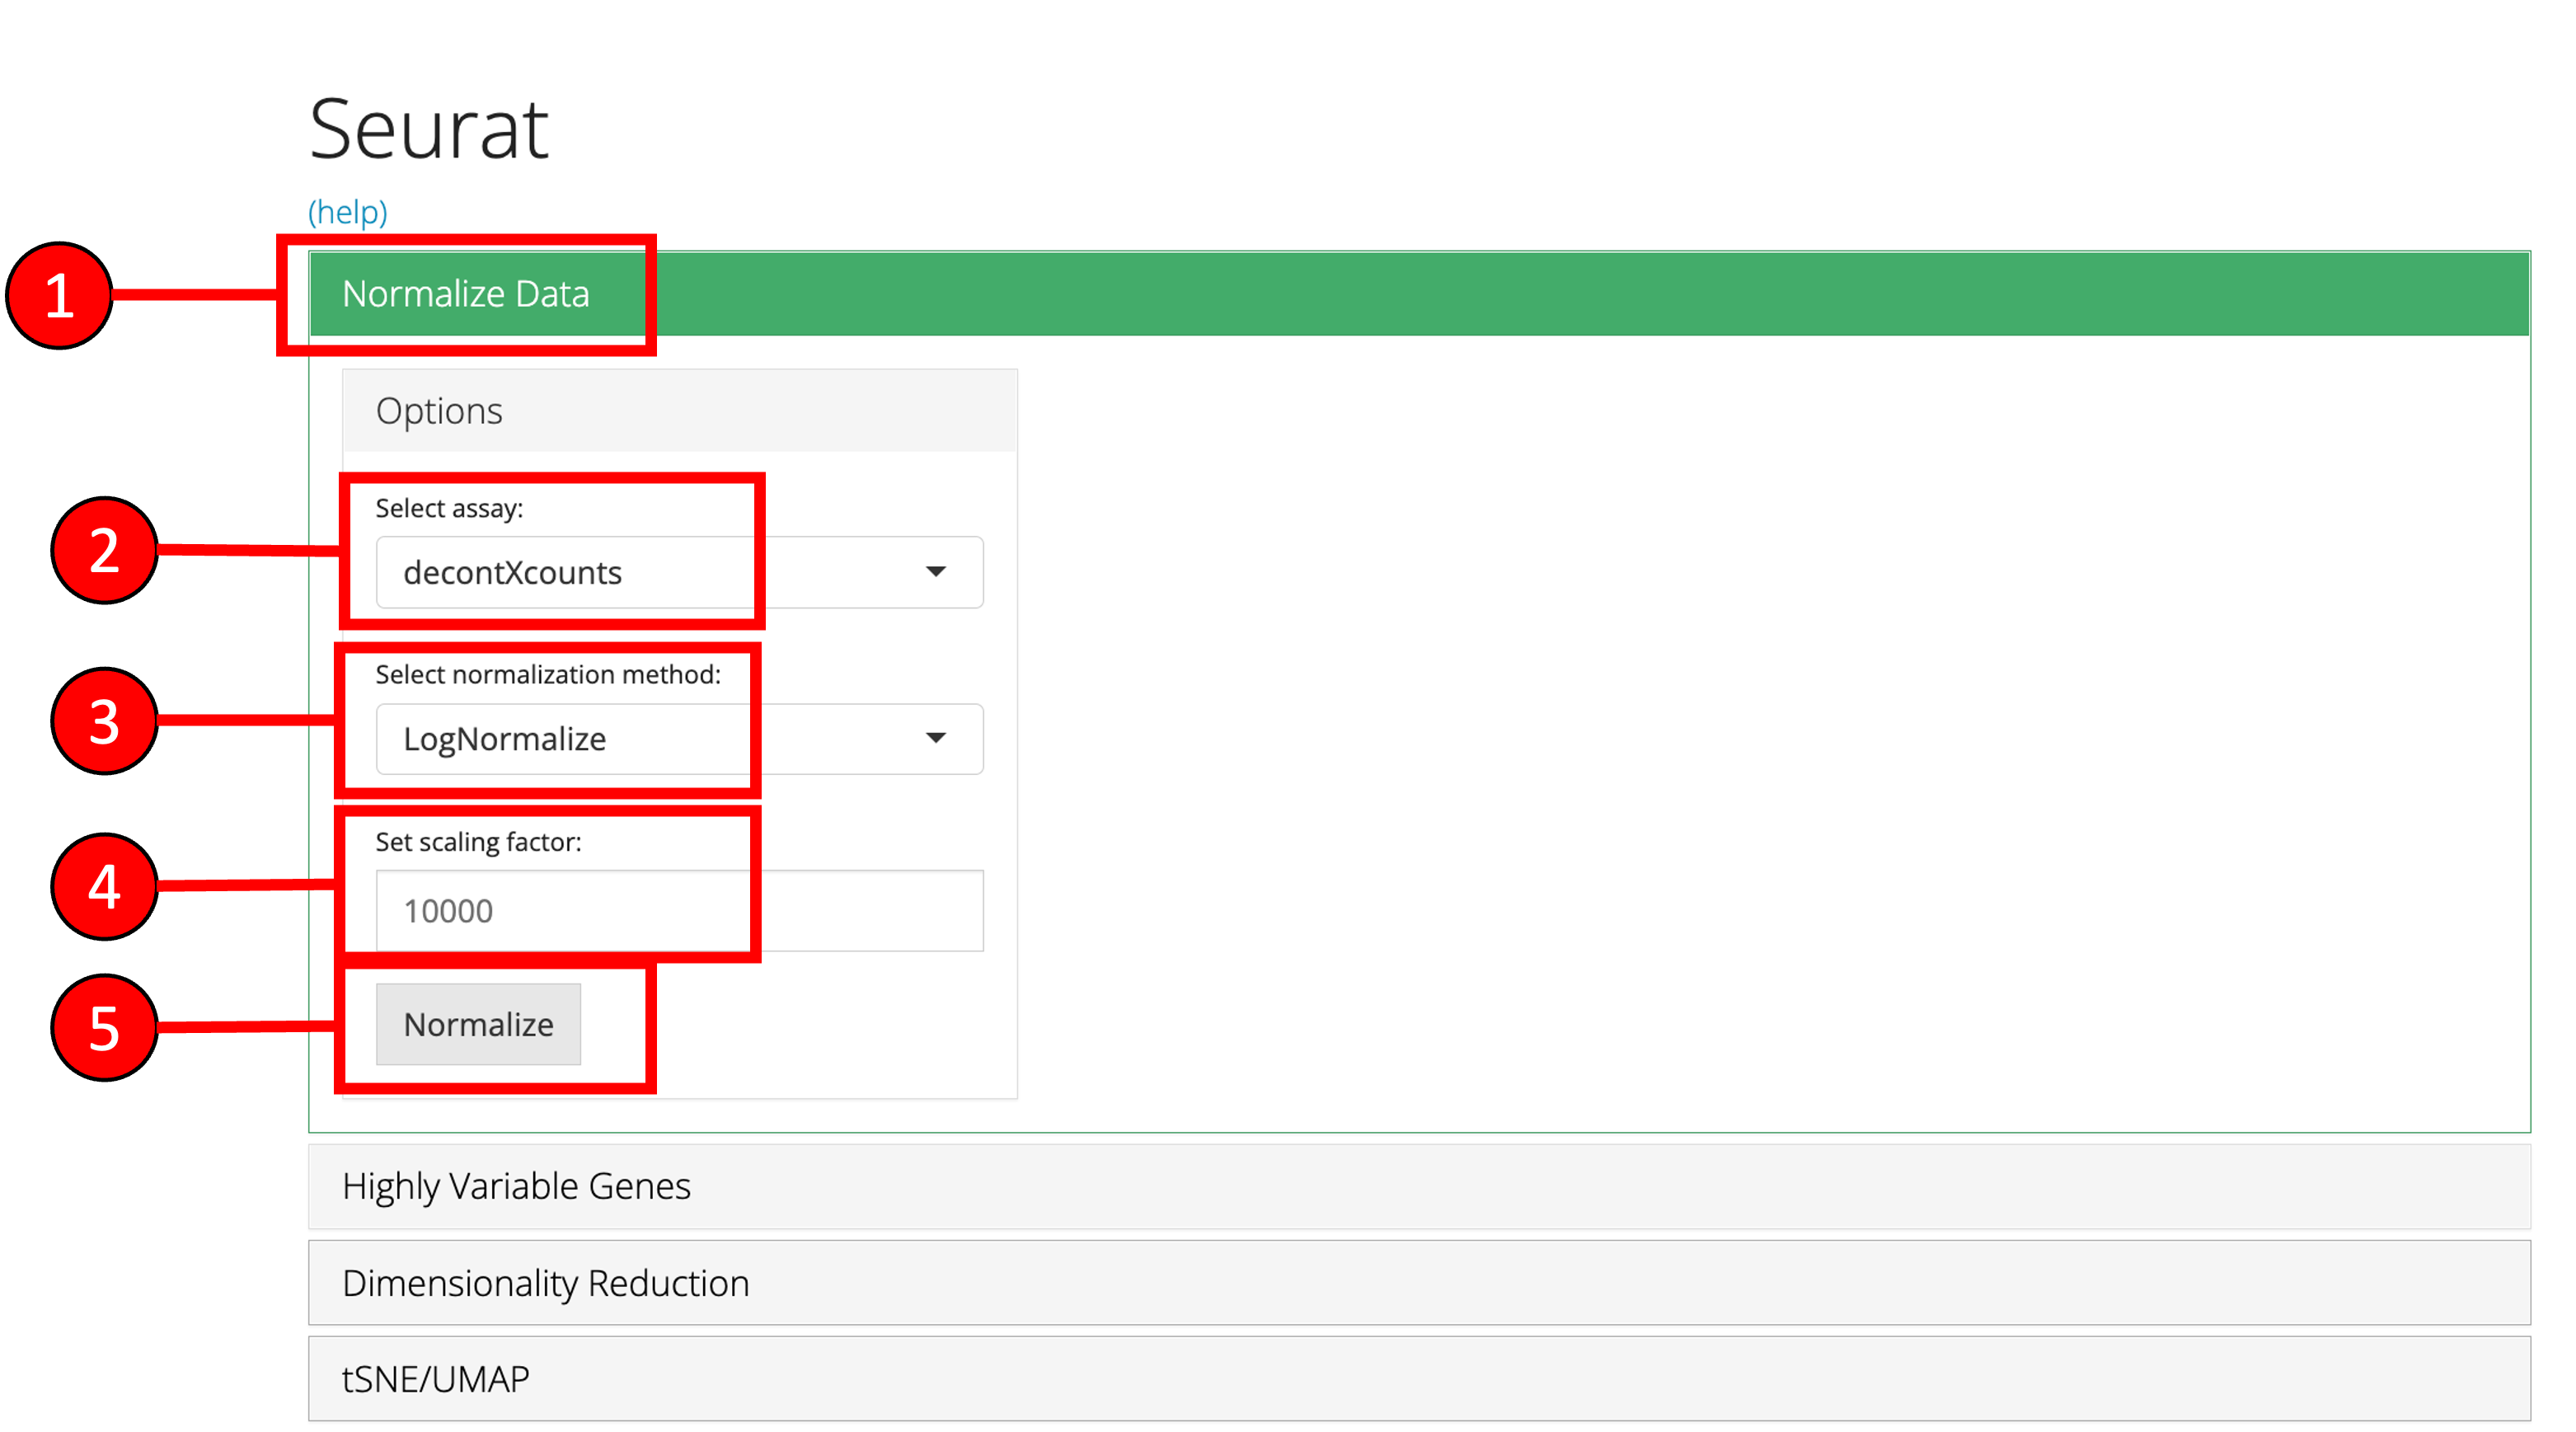 Seurat
(help)
1
Normalize Data
Options
2
Select assay:
decontXcounts
3
Select normalization method:
LogNormalize
4
Set scaling factor:
10000
5
Normalize
Highly Variable Genes
Dimensionality Reduction
tSNE/UMAP